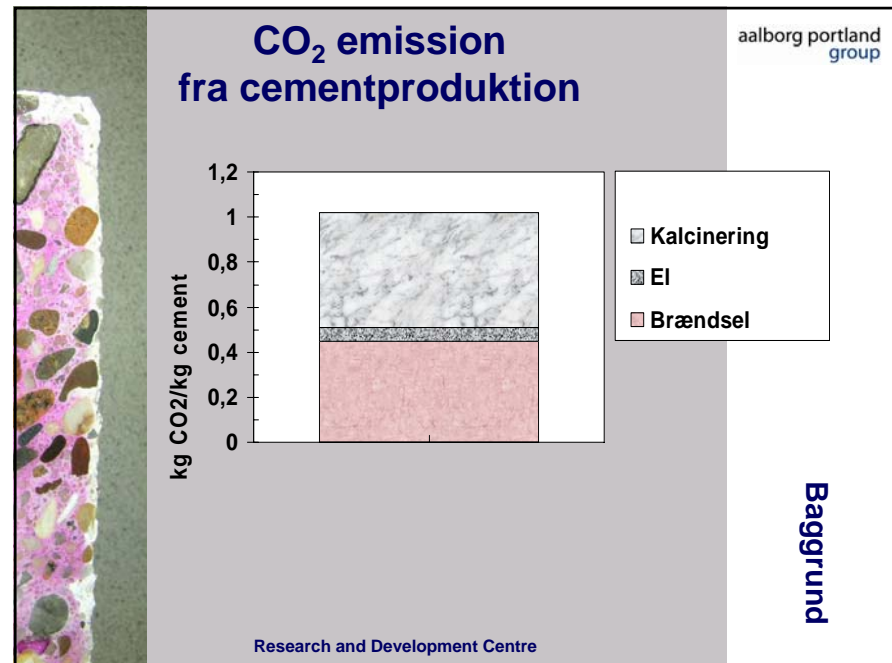 CO₂ emission
fra cementproduktion
aalborg portland
group
kg CO2/kg cement
1,2
1
0,8
0,6
0,4
0,2
0
Kalcinering
El
Brændsel
Baggrund
Research and Development Centre